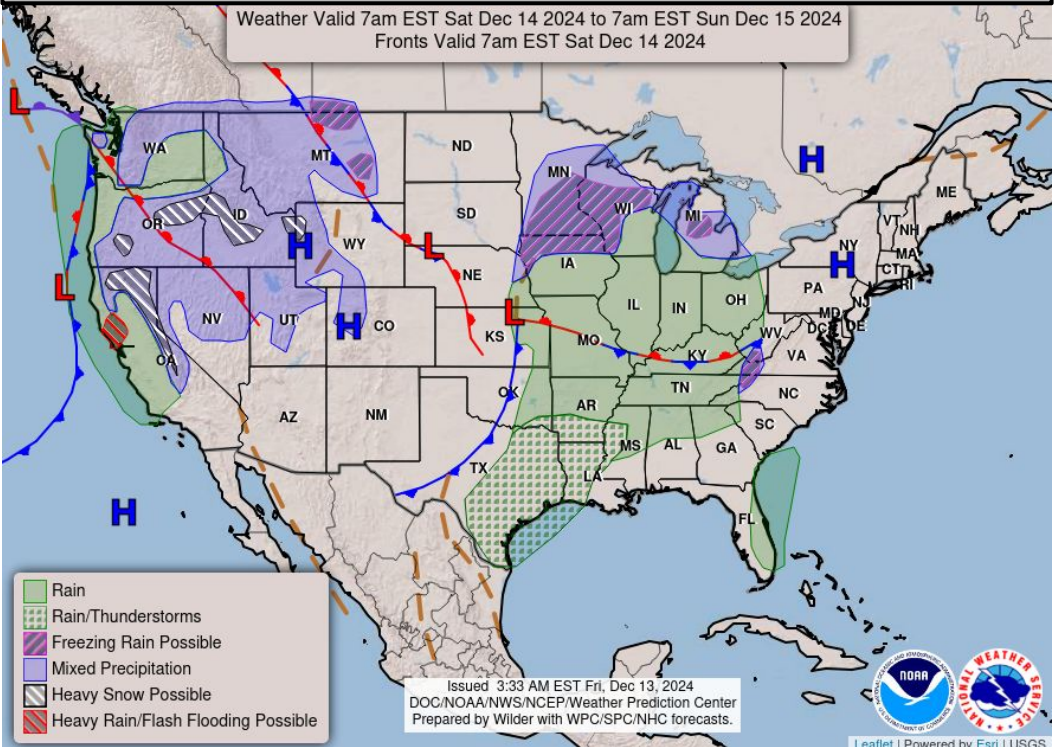 Weather Valid 7am EST Sat Dec 14 2024 to 7am EST Sun Dec 15 2024
Fronts Valid 7am EST Sat Dec 14 2024
L
H
WA
MT
ND
MN
WI
MI
ME
VT
NH
OR
ID
H
WY
SD
L
NY
H
MA
CT
RI
L
NE
IA
PA
NJ
NV
UT
H
CO
KS
L
IL
IN
OH
MD
DE
DC
WV
VA
CA
MO
KY
AZ
NM
OK
AR
TN
NC
SC
TX
LA
MS
AL
GA
H
FL
Rain
Rain/Thunderstorms
Freezing Rain Possible
Mixed Precipitation
Heavy Snow Possible
Heavy Rain/Flash Flooding Possible
Issued 3:33 AM EST Fri, Dec 13, 2024
DOC/NOAA/NWS/NCEP/Weather Prediction Center
Prepared by Wilder with WPC/SPC/NHC forecasts.
NOAA
NATIONAL WEATHER SERVICE
Leaflet | Powered by Esri | USGS